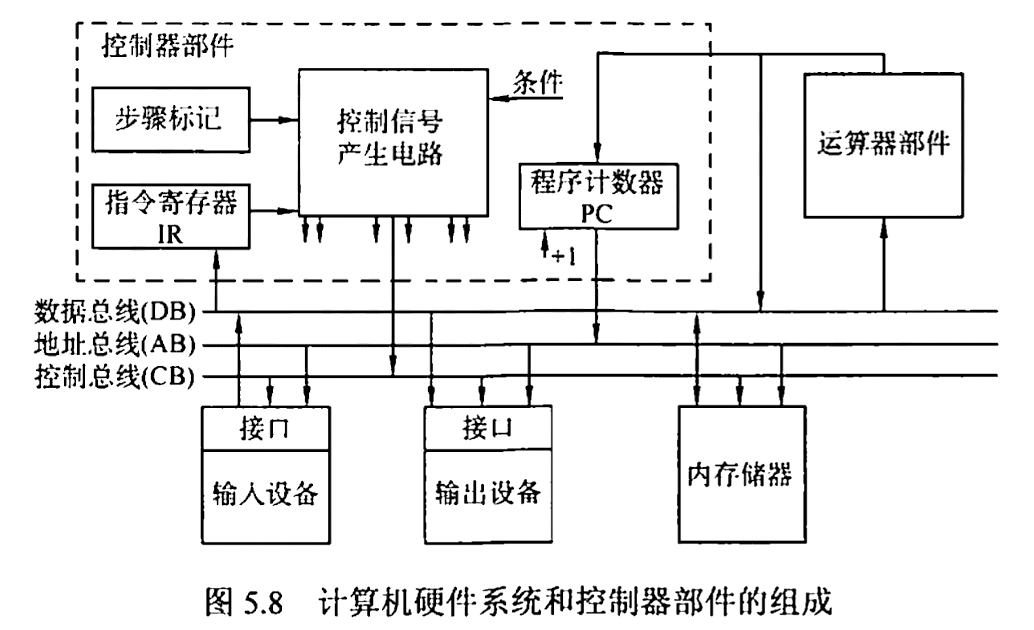 控制器部件
条件
步骤标记
控制信号
产生电路
运算器部件
指令寄存器
IR
程序计数器
PC
+1
数据总线(DB)
地址总线(AB)
控制总线(CB)
接口
接口
输入设备
输出设备
内存储器
图 5.8 计算机硬件系统和控制器部件的组成